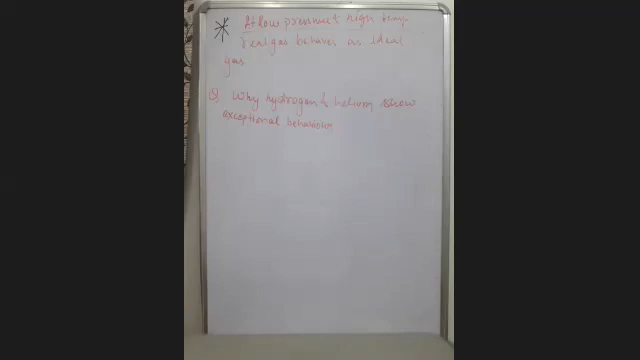 * At low pressure & high temp
real gas behaves as ideal
gas
Q. Why hydrogen & helium show
exceptional behaviour